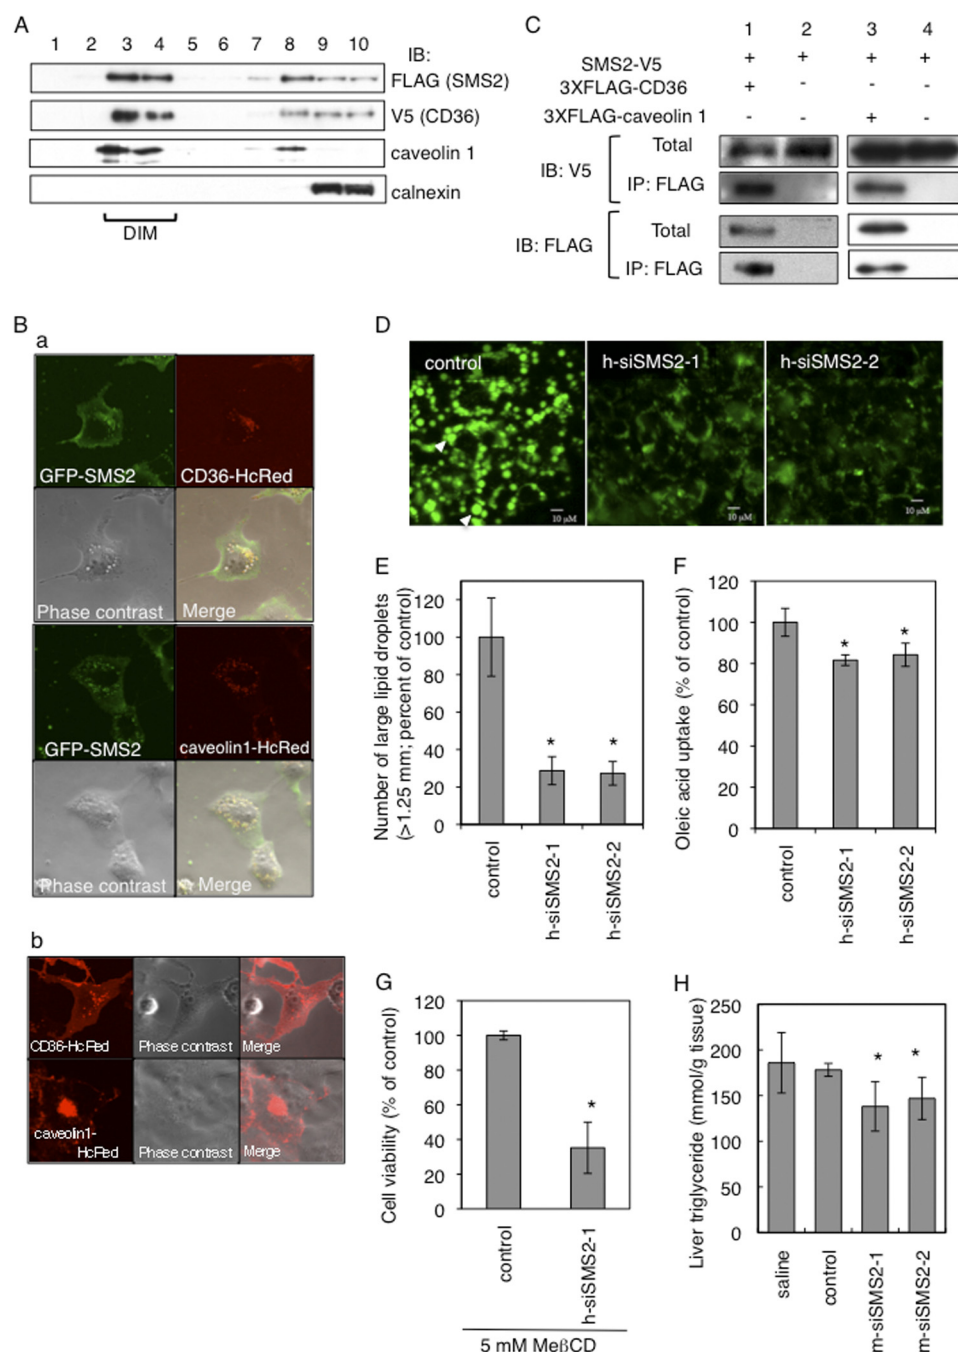 A
1 2 3 4 5 6 7 8 9 10 IB:
FLAG (SMS2)
V5 (CD36)
caveolin 1
calnexin
DIM
C
1 2 3 4
SMS2-V5 + + + +
3XFLAG-CD36 + - - -
3XFLAG-caveolin 1 - - + -
IB: V5
Total
IP: FLAG
IB: FLAG
Total
IP: FLAG
B
a
GFP-SMS2
CD36-HcRed
Phase contrast
Merge
GFP-SMS2
caveolin1-HcRed
Phase contrast
Merge
b
CD36-HcRed
Phase contrast
Merge
caveolin1-
HcRed
Phase contrast
Merge
D
control
h-siSMS2-1
h-siSMS2-2
10 µM
10 µM
10 µM
E
Number of large lipid droplets
(>1.25 mm; percent of control)
120
100
80
60
40
20
0
* *
control
h-siSMS2-1
h-siSMS2-2
F
Oleic acid uptake (% of control)
120
100
80
60
40
20
0
* *
control
h-siSMS2-1
h-siSMS2-2
G
Cell viability (% of control)
120
100
80
60
40
20
0
*
control
h-siSMS2-1
5 mM MeβCD
H
Liver triglyceride (mmol/g tissue)
250
200
150
100
50
0
* *
saline
control
m-siSMS2-1
m-siSMS2-2